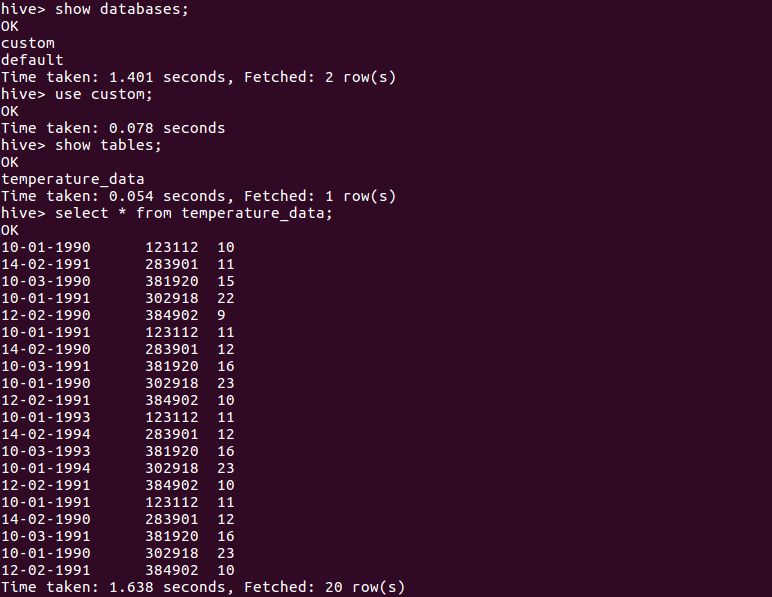 hive> show databases;
OK
custom
default
Time taken: 1.401 seconds, Fetched: 2 row(s)
hive> use custom;
OK
Time taken: 0.078 seconds
hive> show tables;
OK
temperature_data
Time taken: 0.054 seconds, Fetched: 1 row(s)
hive> select * from temperature_data;
OK
10-01-1990      123112  10
14-02-1991      283901  11
10-03-1990      381920  15
10-01-1991      302918  22
12-02-1990      384902  9
10-01-1991      123112  11
14-02-1990      283901  12
10-03-1991      381920  16
10-01-1990      302918  23
12-02-1991      384902  10
10-01-1993      123112  11
14-02-1994      283901  12
10-03-1993      381920  16
10-01-1994      302918  23
12-02-1991      384902  10
10-01-1991      123112  11
14-02-1990      283901  12
10-03-1991      381920  16
10-01-1990      302918  23
12-02-1991      384902  10
Time taken: 1.638 seconds, Fetched: 20 row(s)